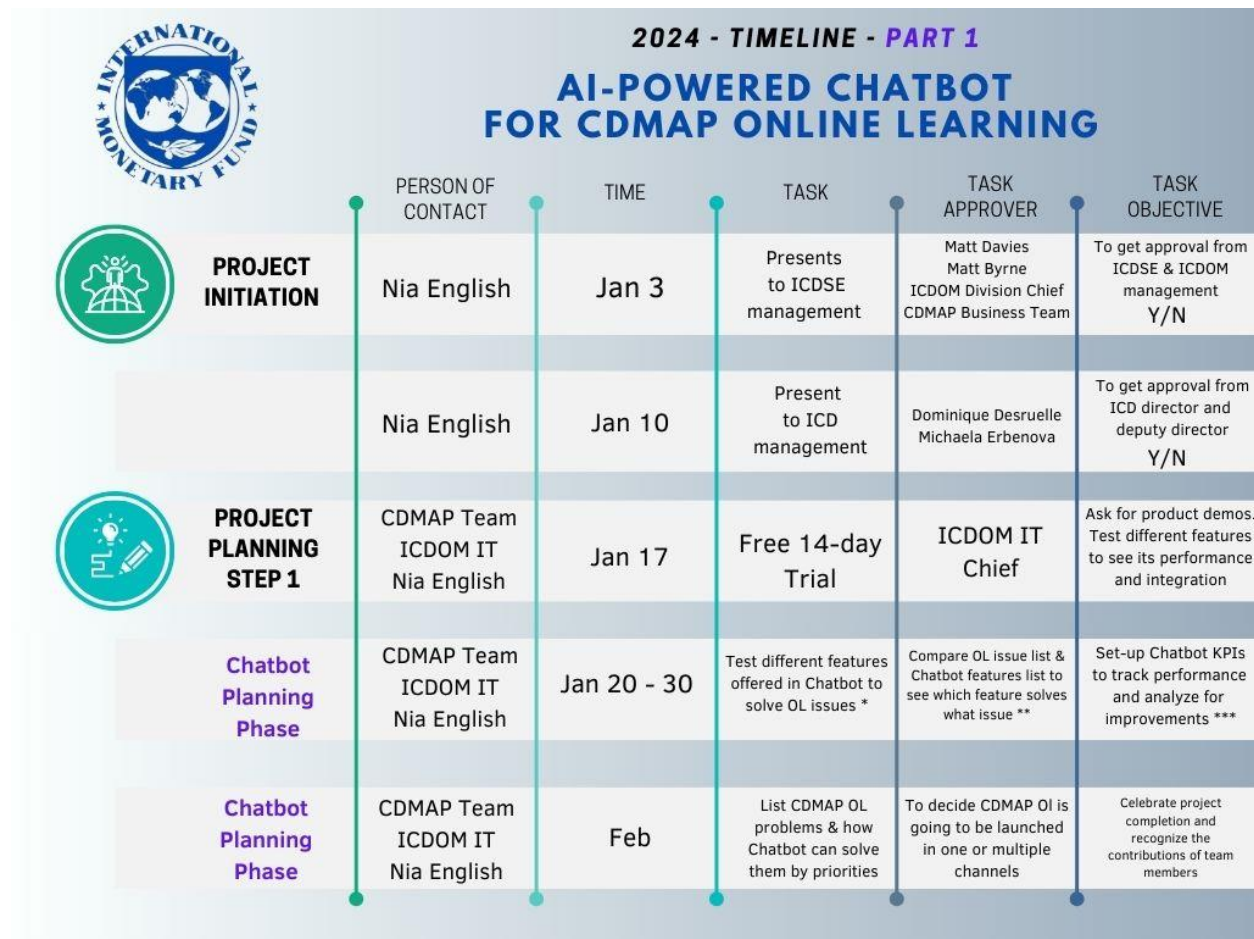 INTERNATIONAL
MONETARY FUND
2024 - TIMELINE - PART 1
AI-POWERED CHATBOT
FOR CDMAP ONLINE LEARNING
PERSON OF
CONTACT
TIME
TASK
TASK
APPROVER
TASK
OBJECTIVE
PROJECT
INITIATION
Nia English
Jan 3
Presents
to ICDSE
management
Matt Davies
Matt Byrne
ICDOM Division Chief
CDMAP Business Team
To get approval from
ICDSE & ICDOM
management
Y/N
Nia English
Jan 10
Present
to ICD
management
Dominique Desruelle
Michaela Erbenova
To get approval from
ICD director and
deputy director
Y/N
PROJECT
PLANNING
STEP 1
CDMAP Team
ICDOM IT
Nia English
Jan 17
Free 14-day
Trial
ICDOM IT
Chief
Ask for product demos.
Test different features
to see its performance
and integration
Chatbot
Planning
Phase
CDMAP Team
ICDOM IT
Nia English
Jan 20 - 30
Test different features
offered in Chatbot to
solve OL issues *
Compare OL issue list &
Chatbot features list to
see which feature solves
what issue **
Set-up Chatbot KPIs
to track performance
and analyze for
improvements ***
Chatbot
Planning
Phase
CDMAP Team
ICDOM IT
Nia English
Feb
List CDMAP OL
problems & how
Chatbot can solve
them by priorities
To decide CDMAP Ol is
going to be launched
in one or multiple
channels
Celebrate project
completion and
recognize the
contributions of team
members